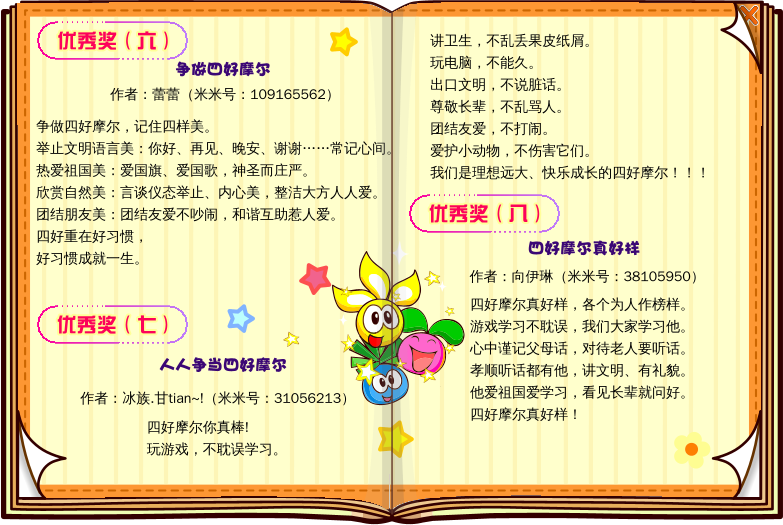 优秀奖（六）
争做四好摩尔
作者：蕾蕾（米米号：109165562）
争做四好摩尔，记住四样美。
举止文明语言美：你好、再见、晚安、谢谢……常记心间。
热爱祖国美：爱国旗、爱国歌，神圣而庄严。
欣赏自然美：言谈仪态举止、内心美，整洁大方人人爱。
团结朋友美：团结友爱不吵闹，和谐互助惹人爱。
四好重在好习惯，
好习惯成就一生。
优秀奖（七）
人人争当四好摩尔
作者：冰族.甘tian~!（米米号：31056213）
四好摩尔你真棒!
玩游戏，不耽误学习。
讲卫生，不乱丢果皮纸屑。
玩电脑，不能久。
出口文明，不说脏话。
尊敬长辈，不乱骂人。
团结友爱，不打闹。
爱护小动物，不伤害它们。
我们是理想远大、快乐成长的四好摩尔！！！
优秀奖（八）
四好摩尔真好样
作者：向伊琳（米米号：38105950）
四好摩尔真好样，各个为人作榜样。
游戏学习不耽误，我们大家学习他。
心中谨记父母话，对待老人要听话。
孝顺听话都有他，讲文明、有礼貌。
他爱祖国爱学习，看见长辈就问好。
四好摩尔真好样！